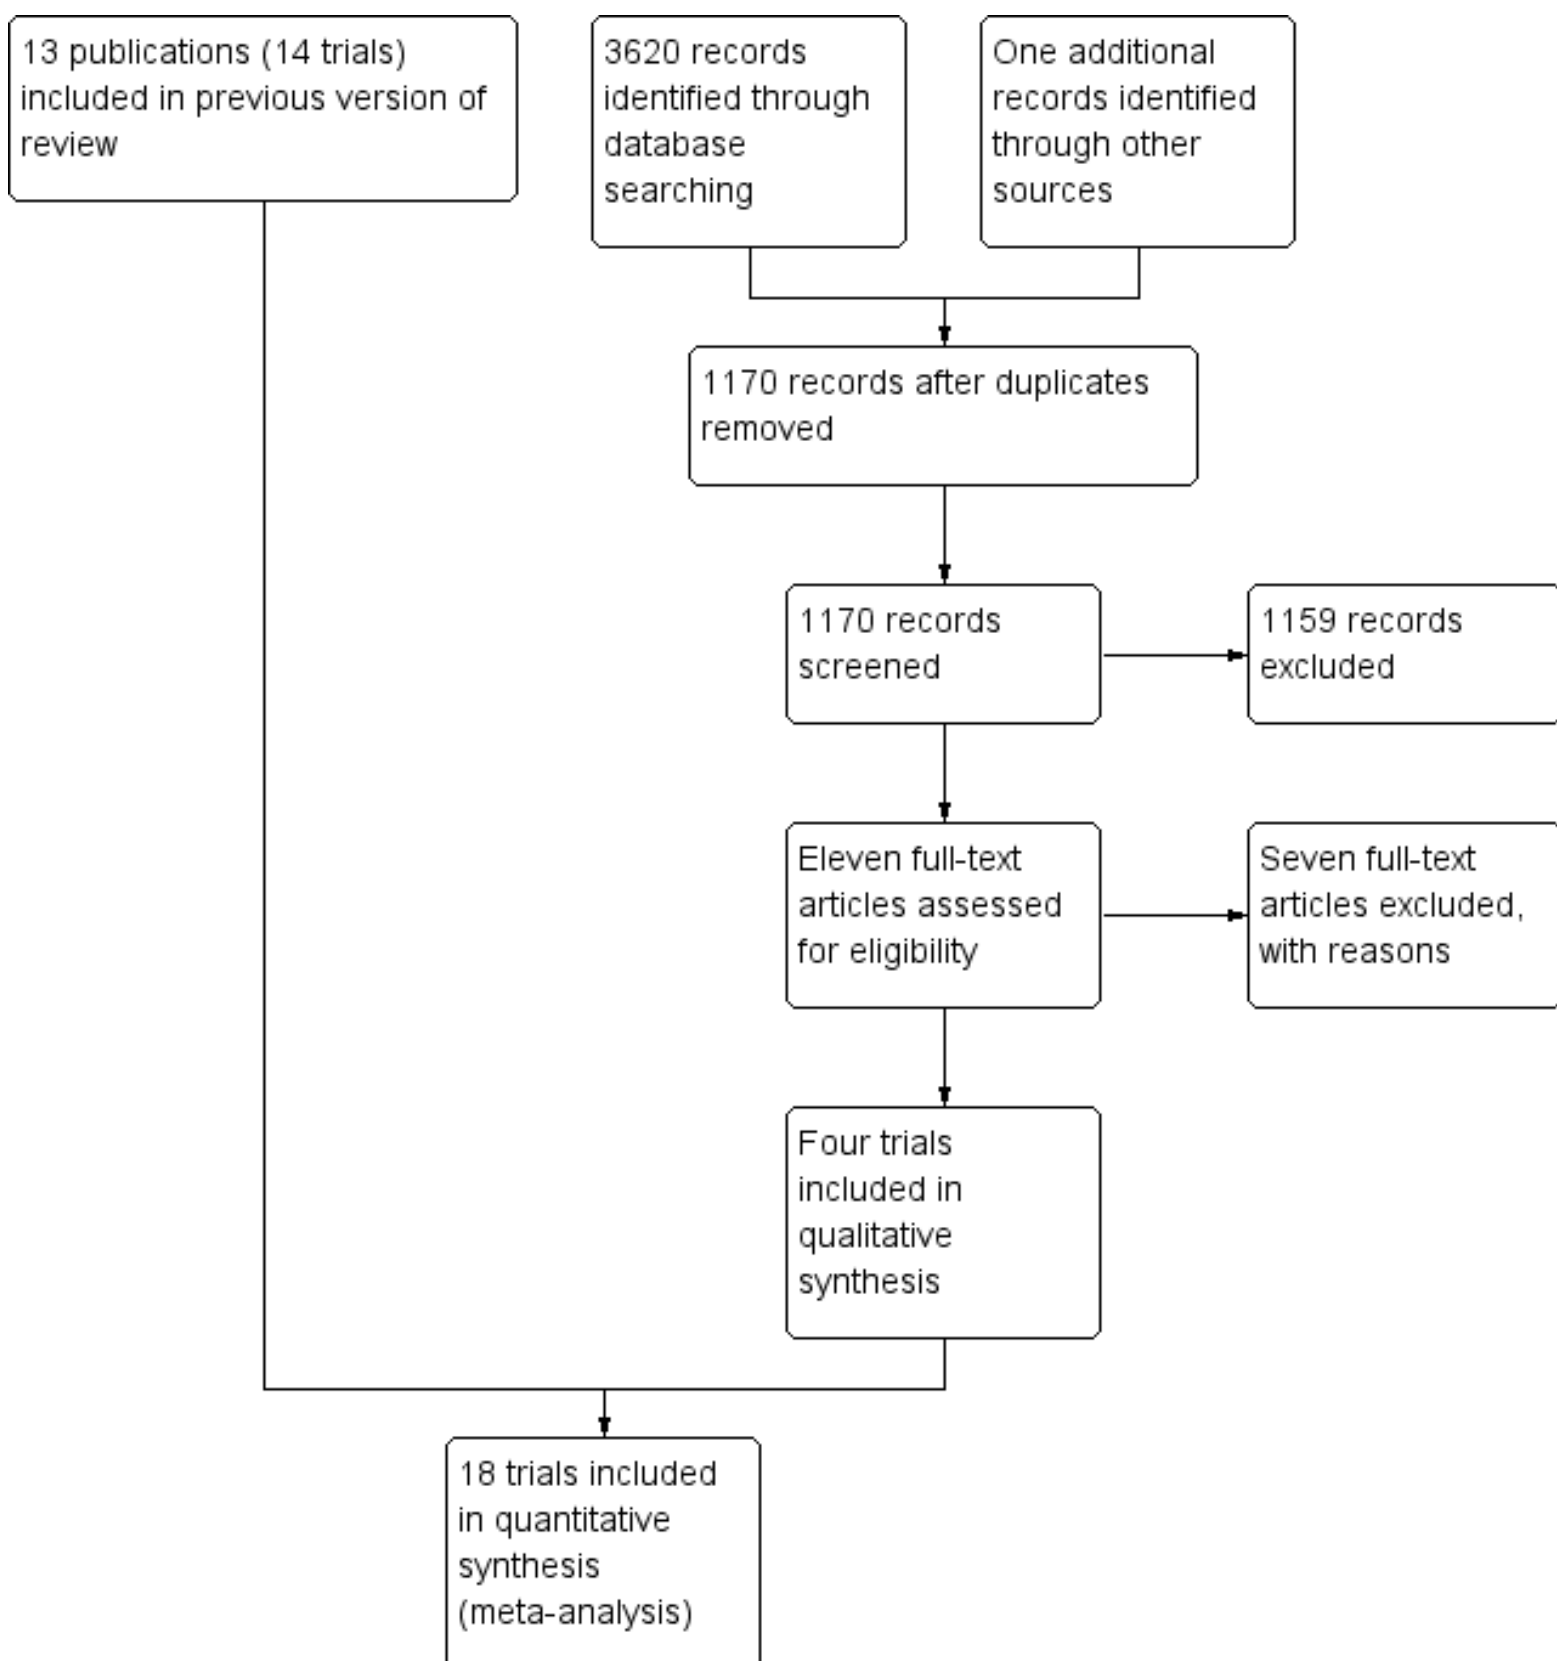 13 publications (14 trials)
included in previous version of
review
3620 records
identified through
database
searching
One additional
records identified
through other
sources
1170 records after duplicates
removed
1170 records
screened
1159 records
excluded
Eleven full-text
articles assessed
for eligibility
Seven full-text
articles excluded,
with reasons
Four trials
included in
qualitative
synthesis
18 trials included
in quantitative
synthesis
(meta-analysis)